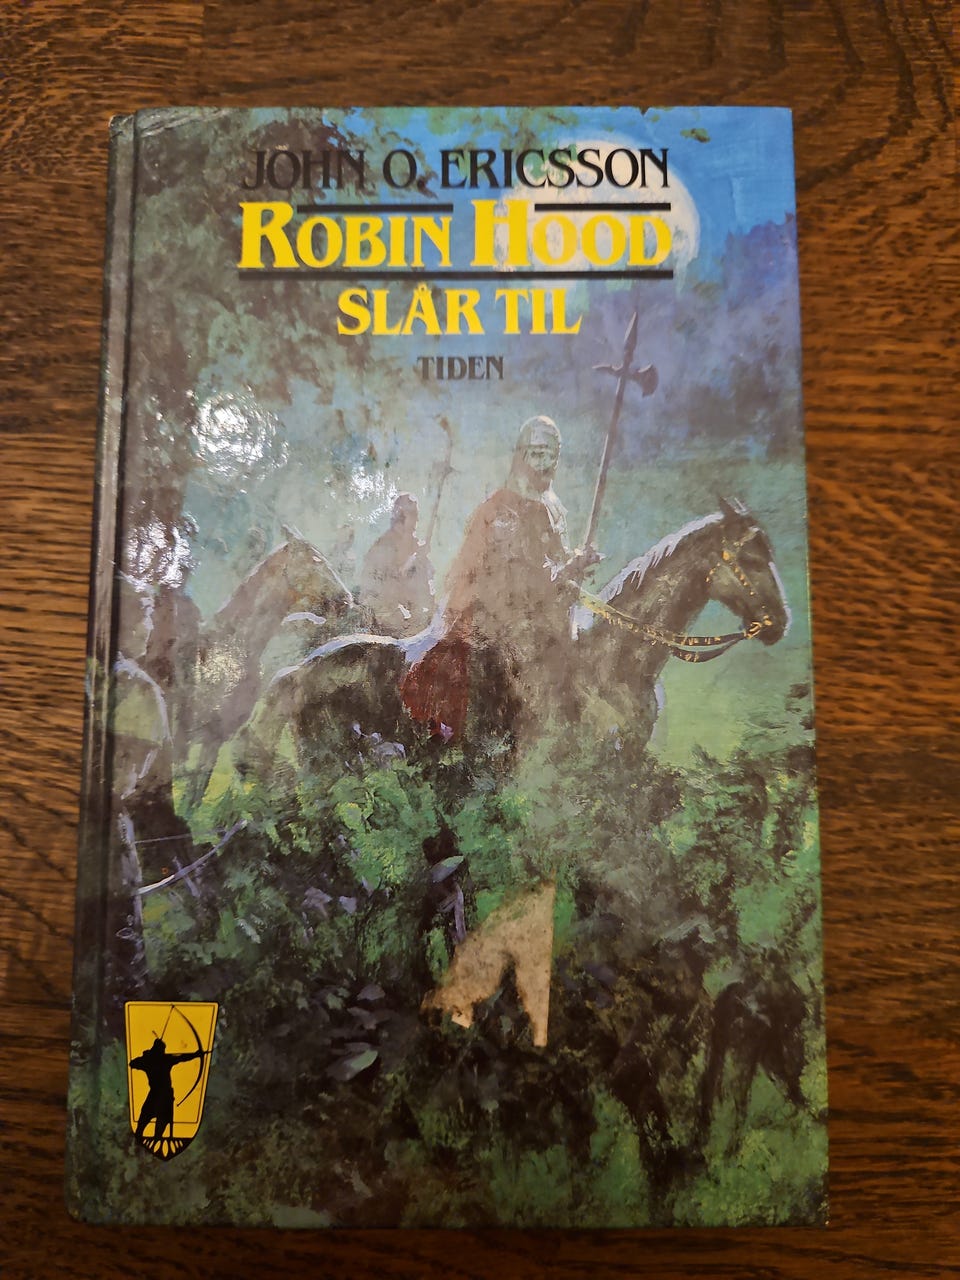 JOHN O. ERICSSON
ROBIN HOOD
SLÅR TIL
TIDEN